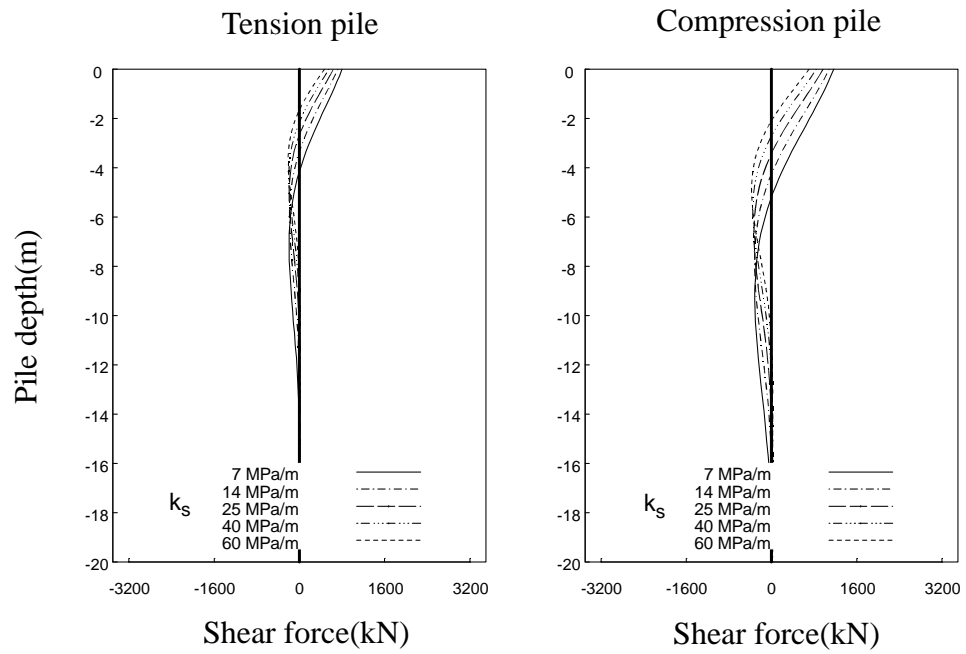 Tension pile
0
-2
-4
-6
-8
-10
-12
-14
-16
-18
-20
Pile depth(m)
ks
7 MPa/m
14 MPa/m
25 MPa/m
40 MPa/m
60 MPa/m
-3200 -1600 0 1600 3200
Shear force(kN)
Compression pile
0
-2
-4
-6
-8
-10
-12
-14
-16
-18
-20
ks
7 MPa/m
14 MPa/m
25 MPa/m
40 MPa/m
60 MPa/m
-3200 -1600 0 1600 3200
Shear force(kN)